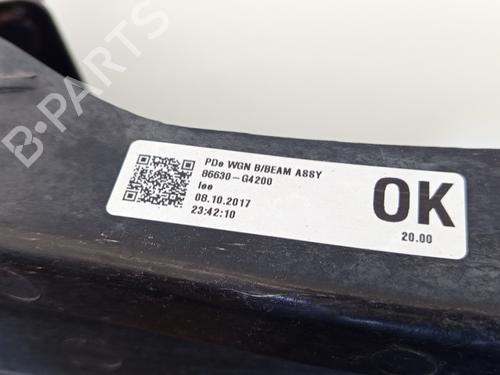 PDe WGN B/BEAM ASSY
86630-G4200
lee
08.10.2017
23:42:10
OK
20.00
B-PARTS